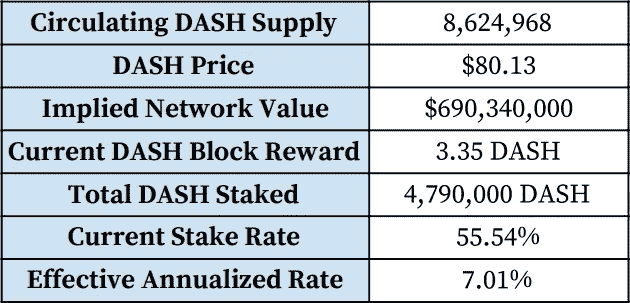 Circulating DASH Supply 8,624,968
DASH Price $80.13
Implied Network Value $690,340,000
Current DASH Block Reward 3.35 DASH
Total DASH Staked 4,790,000 DASH
Current Stake Rate 55.54%
Effective Annualized Rate 7.01%